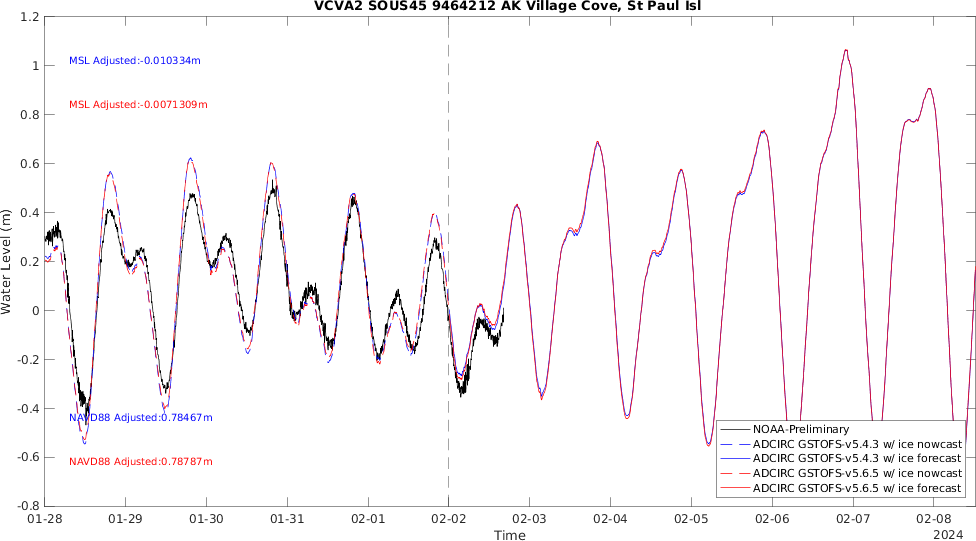 VCVA2 SOUS45 9464212 AK Village Cove, St Paul Isl
1.2
1
0.8
0.6
0.4
0.2
0
-0.2
-0.4
-0.6
-0.8
Water Level (m)
MSL Adjusted:-0.010334m
MSL Adjusted:-0.0071309m
NAVD88 Adjusted:0.78467m
NAVD88 Adjusted:0.78787m
NOAA-Preliminary
ADCIRC GSTOFS-v5.4.3 w/ ice nowcast
ADCIRC GSTOFS-v5.4.3 w/ ice forecast
ADCIRC GSTOFS-v5.6.5 w/ ice nowcast
ADCIRC GSTOFS-v5.6.5 w/ ice forecast
01-28 01-29 01-30 01-31 02-01 02-02 02-03 02-04 02-05 02-06 02-07 02-08
Time
2024